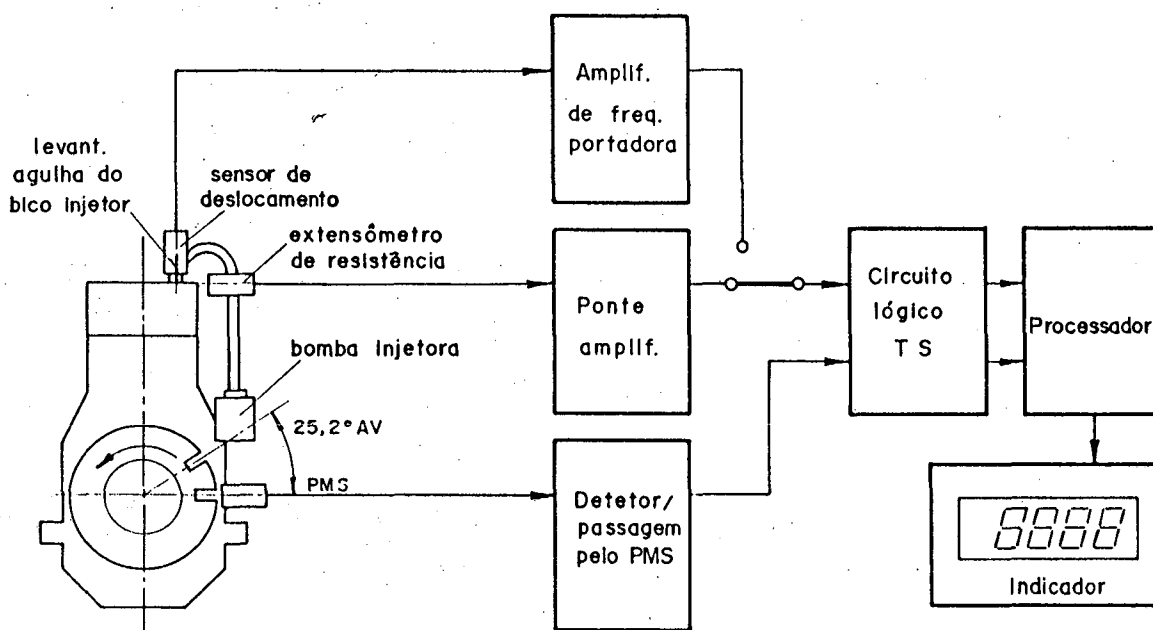 levant.
agulha do
bico injetor
sensor de
deslocamento
extensômetro
de resistência
bomba injetora
25,2° AV
PMS
Amplif.
de freq.
portadora
Ponte
amplif.
Detetor/
passagem
pelo PMS
Circuito
lógico
T S
Processador
8888
Indicador